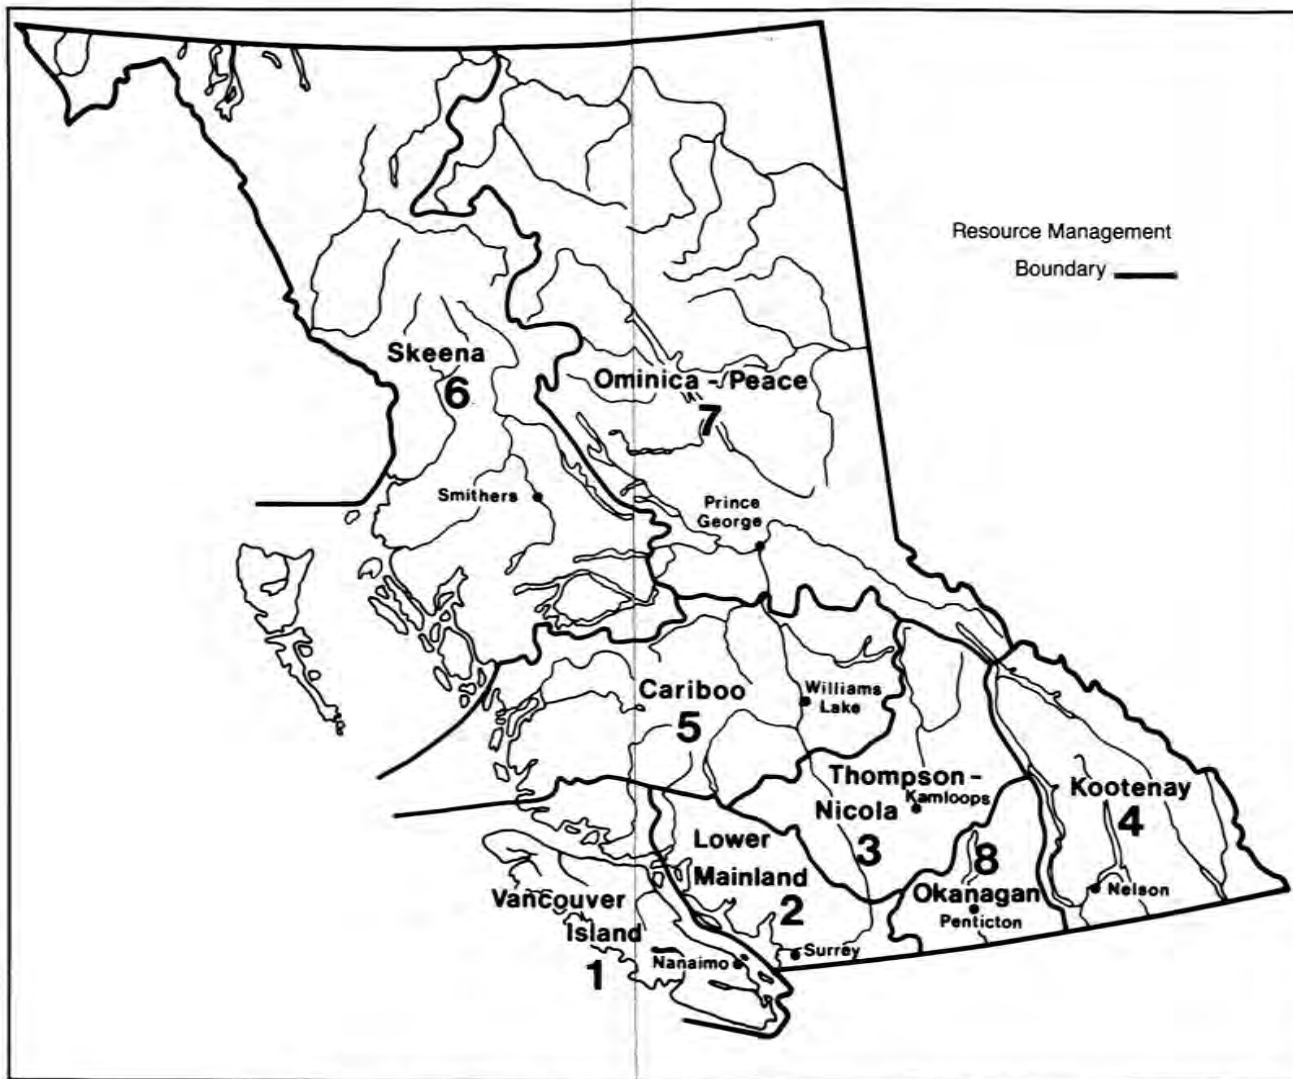 Resource Management
Boundary
Skeena
6
Ominica - Peace
7
Smithers
Prince
George
Cariboo
5
Williams
Lake
Thompson -
Nicola
Kamloops
3
Kootenay
4
Lower
Mainland
2
8
Okanagan
Penticton
Nelson
Vancouver
Island
1
Nanaimo
Surrey